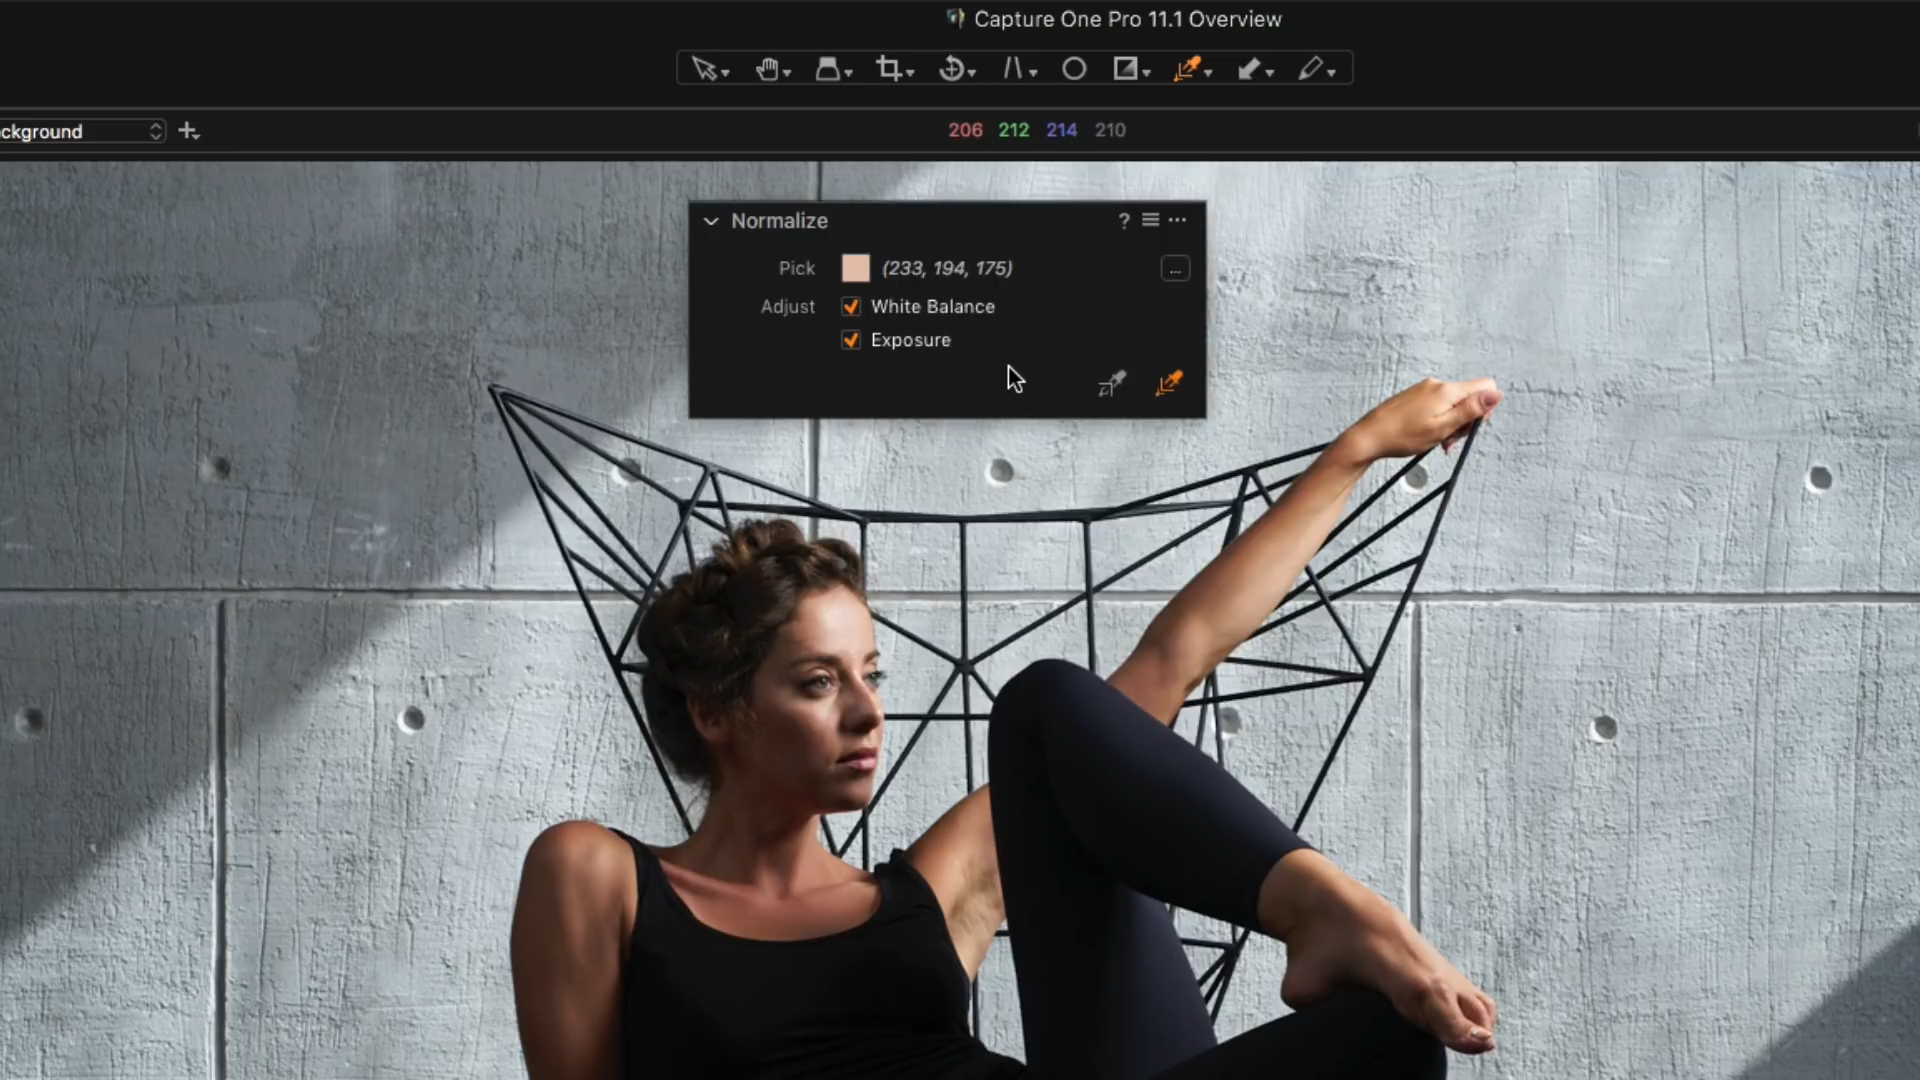 Capture One Pro 11.1 Overview
ckground
206 212 214 210
Normalize ?
Pick (233, 194, 175) ...
Adjust White Balance
Exposure